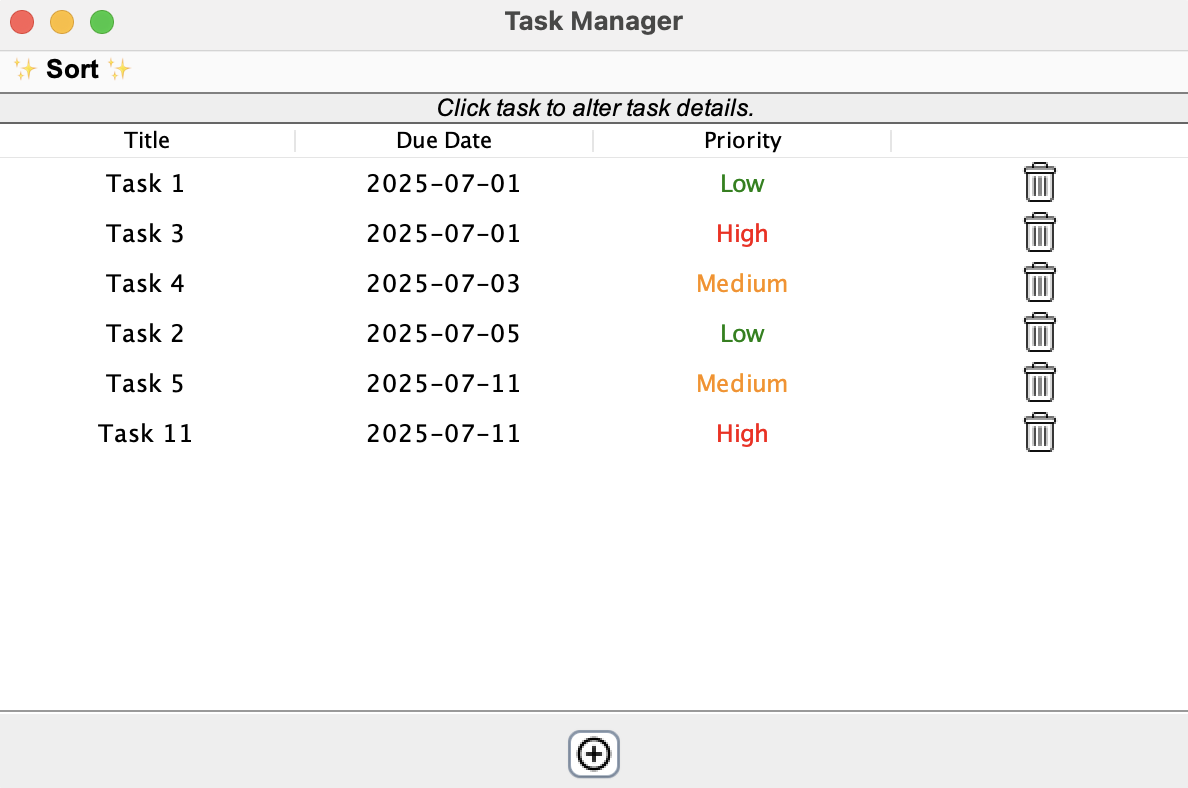 Task Manager
✨ Sort ✨
Click task to alter task details.
Title Due Date Priority
Task 1 2025-07-01 Low
Task 3 2025-07-01 High
Task 4 2025-07-03 Medium
Task 2 2025-07-05 Low
Task 5 2025-07-11 Medium
Task 11 2025-07-11 High